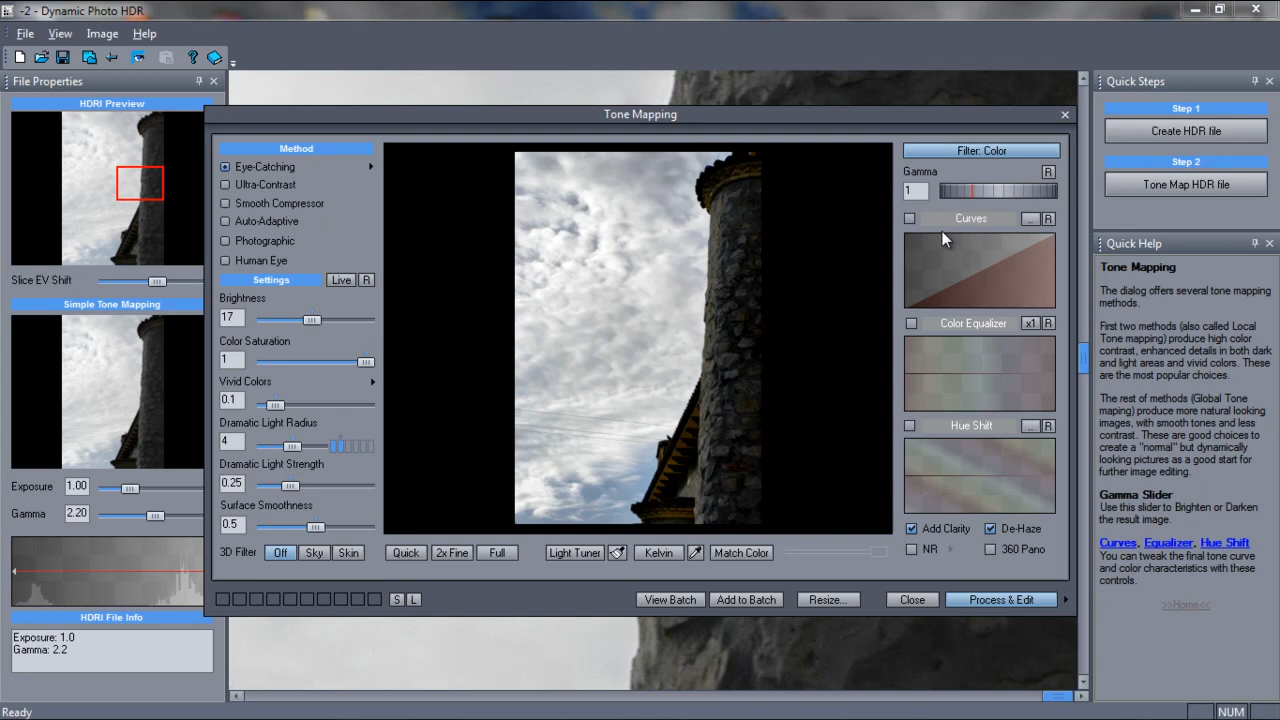 -2 - Dynamic Photo HDR
File View Image Help
File Properties
HDRI Preview
Slice EV Shift
Simple Tone Mapping
Exposure 1.00
Gamma 2.20
HDRI File Info
Exposure: 1.0
Gamma: 2.2
Ready
Tone Mapping
Method
Eye-Catching
Ultra-Contrast
Smooth Compressor
Auto-Adaptive
Photographic
Human Eye
Settings Live R
Brightness
17
Color Saturation
1
Vivid Colors
0.1
Dramatic Light Radius
4
Dramatic Light Strength
0.25
Surface Smoothness
0.5
3D Filter Off Sky Skin
Quick 2x Fine Full Light Tuner Kelvin Match Color
Filter: Color
Gamma R
1
Curves .. R
Color Equalizer x1 R
Hue Shift .. R
Add Clarity De-Haze
NR 360 Pano
S L View Batch Add to Batch Resize... Close Process & Edit
Quick Steps
Step 1
Create HDR file
Step 2
Tone Map HDR file
Quick Help
Tone Mapping
The dialog offers several tone mapping
methods.
First two methods (also called Local
Tone mapping) produce high color
contrast, enhanced details in both dark
and light areas and vivid colors. These
are the most popular choices.
The rest of methods (Global Tone
maping) produce more natural looking
images, with smooth tones and less
contrast. These are good choices to
create a "normal" but dynamically
looking pictures as a good start for
further image editing.
Gamma Slider
Use this slider to Brighten or Darken
the result image.
Curves, Equalizer, Hue Shift
You can tweak the final tone curve
and color characteristics with these
controls.
>>Home<<
NUM